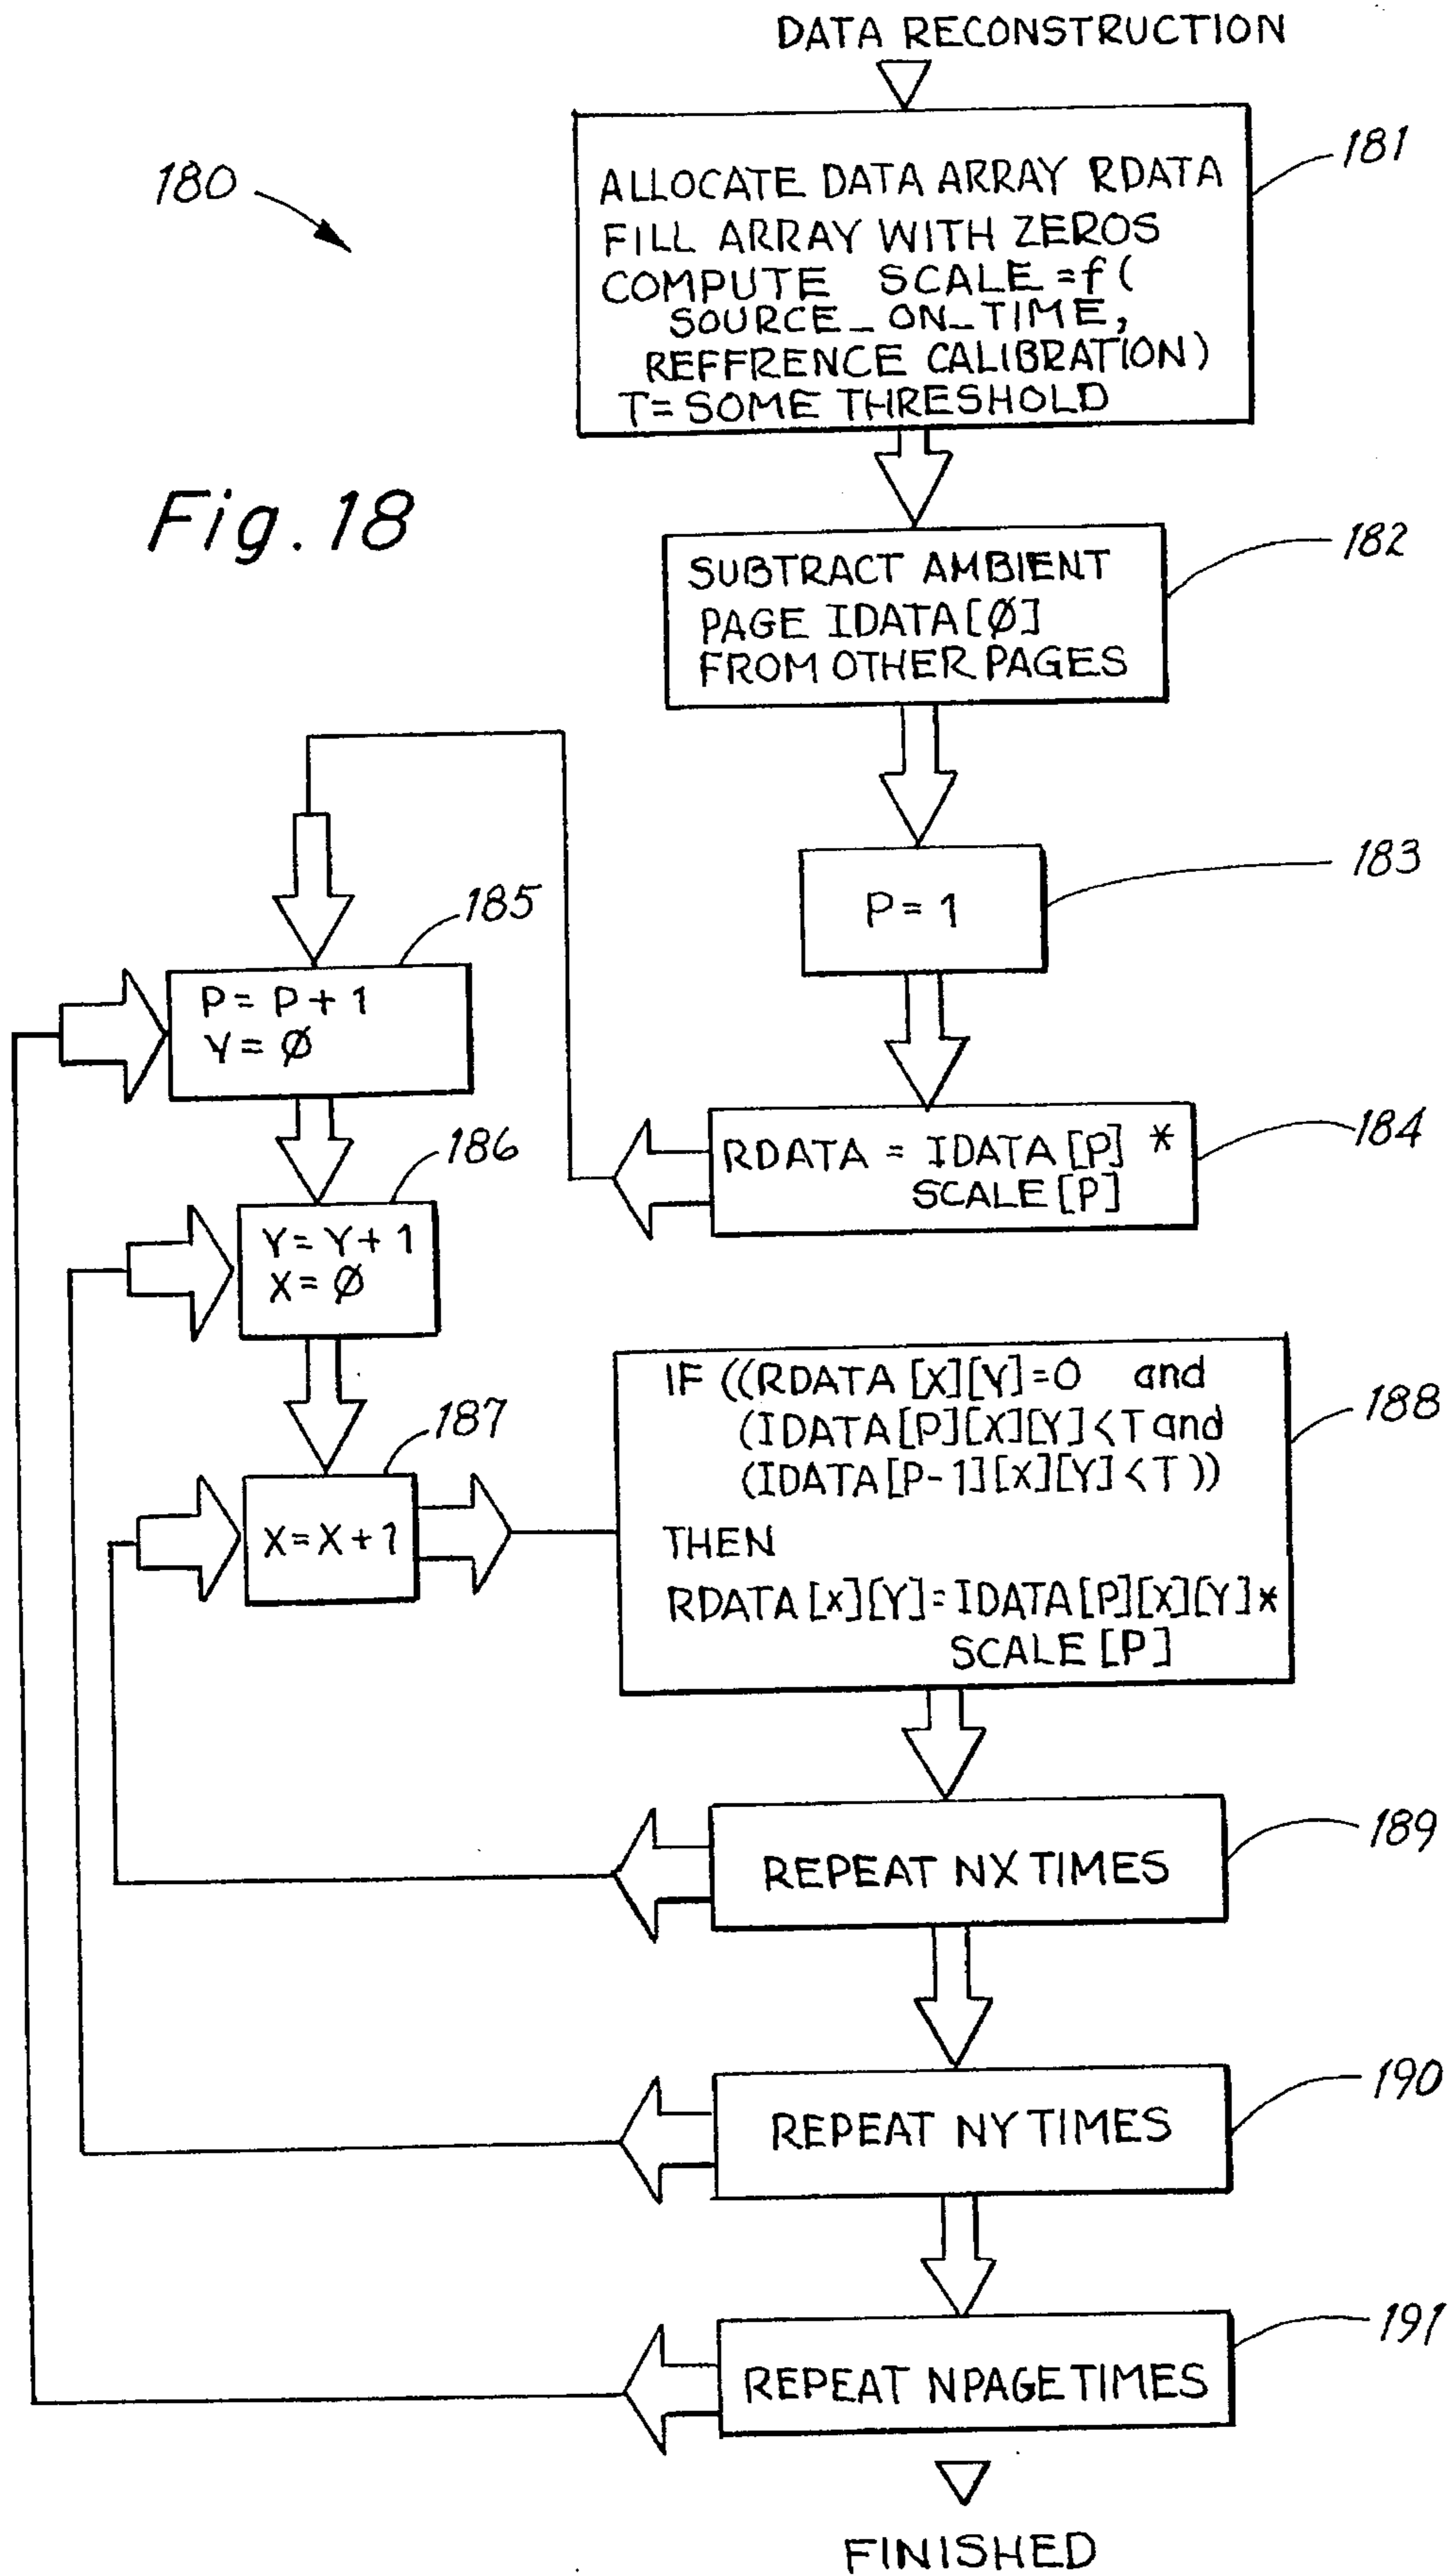 DATA RECONSTRUCTION
180
181
ALLOCATE DATA ARRAY RDATA
FILL ARRAY WITH ZEROS
COMPUTE SCALE =f(
SOURCE_ON_TIME,
REFFRENCE CALIBRATION)
T= SOME THRESHOLD
Fig. 18
182
SUBTRACT AMBIENT
PAGE IDATA[Ø]
FROM OTHER PAGES
183
P = 1
184
RDATA = IDATA [P] *
SCALE [P]
185
P = P + 1
Y = Ø
186
Y = Y + 1
X = Ø
187
X = X + 1
188
IF ((RDATA [X][Y]=0 and
(IDATA[P][X][Y]<T and
(IDATA[P-1][X][Y]<T))
THEN
RDATA[X][Y]=IDATA[P][X][Y]*
SCALE [P]
189
REPEAT NX TIMES
190
REPEAT NY TIMES
191
REPEAT NPAGE TIMES
FINISHED